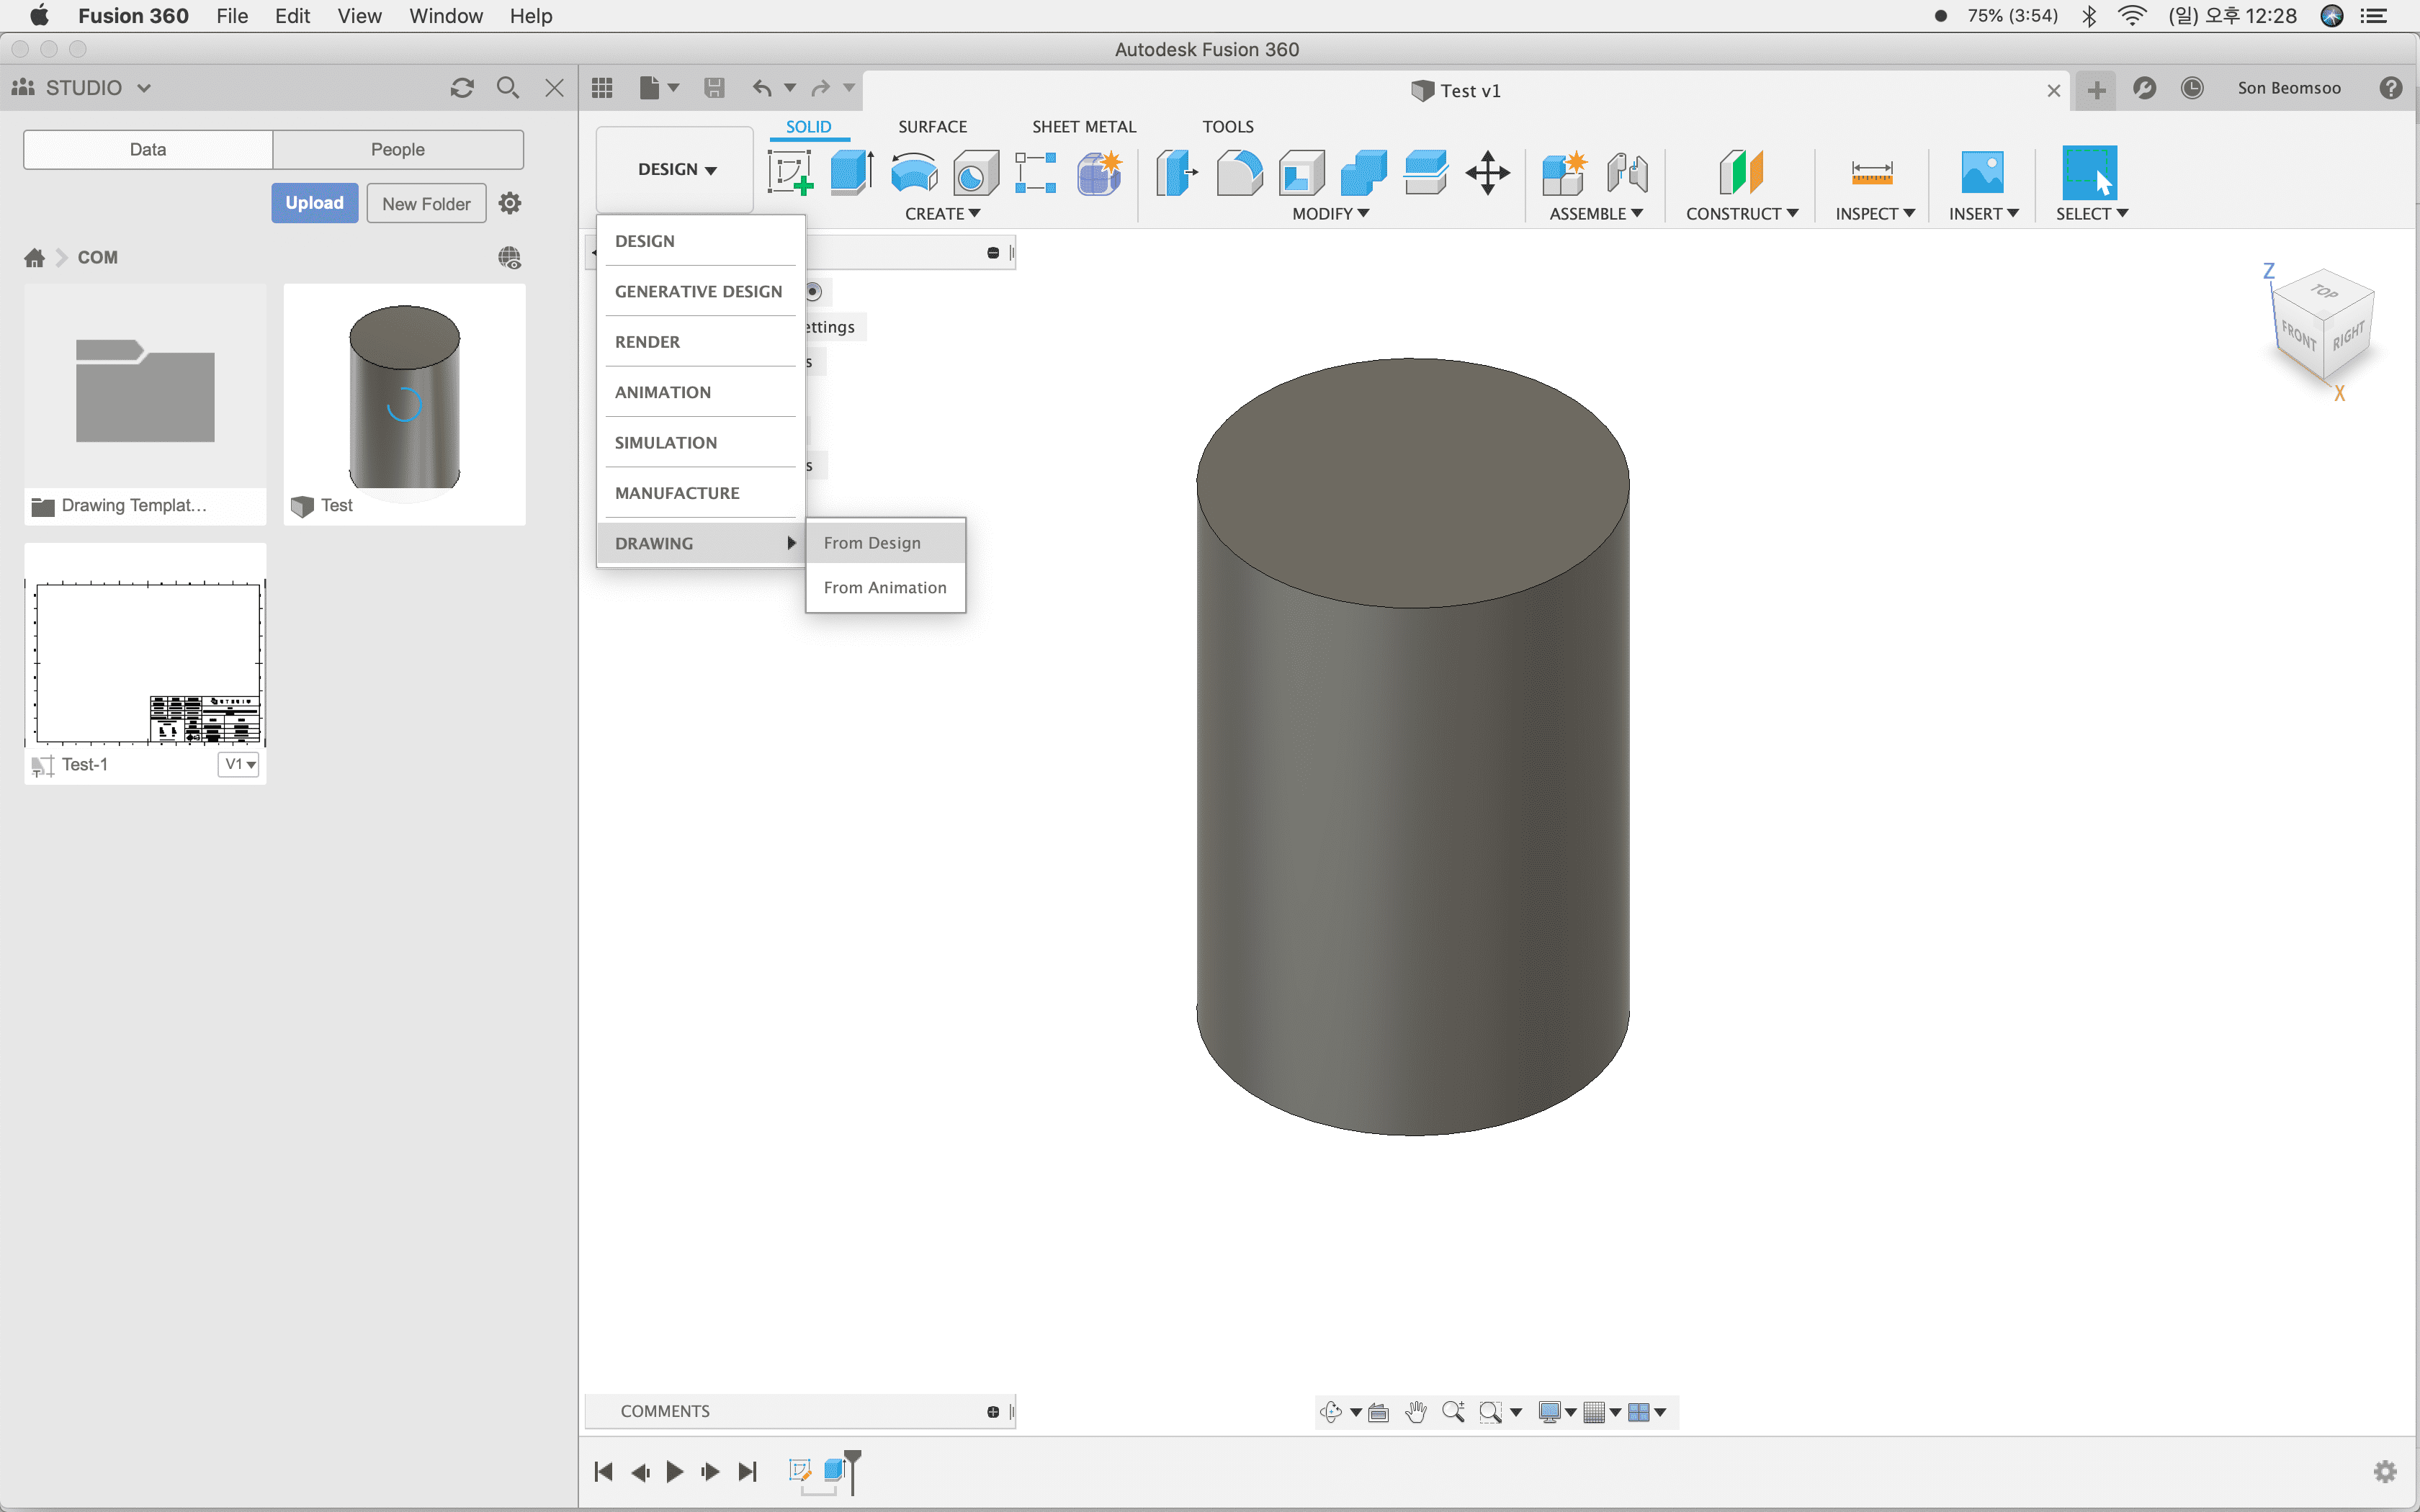 Fusion 360 File Edit View Window Help 75% (3:54) (일) 오후 12:28
Autodesk Fusion 360
STUDIO
Test v1
Son Beomsoo
Data People
Upload New Folder
COM
Drawing Templat...
Test
Test-1 V1
SOLID SURFACE SHEET METAL TOOLS
DESIGN
CREATE MODIFY ASSEMBLE CONSTRUCT INSPECT INSERT SELECT
DESIGN
GENERATIVE DESIGN
ettings
RENDER
s
ANIMATION
SIMULATION
s
MANUFACTURE
DRAWING
From Design
From Animation
Z
TOP
FRONT RIGHT
X
COMMENTS